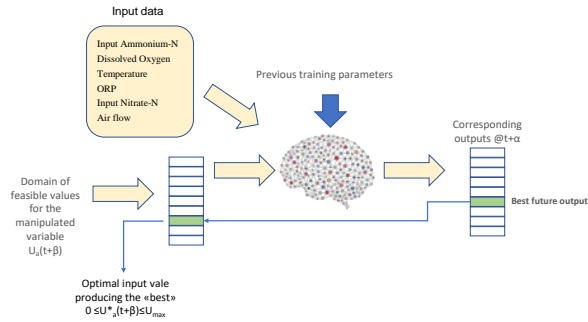 Input data
Input Ammonium-N
Dissolved Oxygen
Temperature
ORP
Input Nitrate-N
Air flow
Previous training parameters
Corresponding
outputs @t+α
Domain of
feasible values
for the
manipulated
variable
Uₐ(t+β)
Best future output
Optimal input vale
producing the «best»
0 ≤U*ₐ(t+β)≤Uₘₐₓ